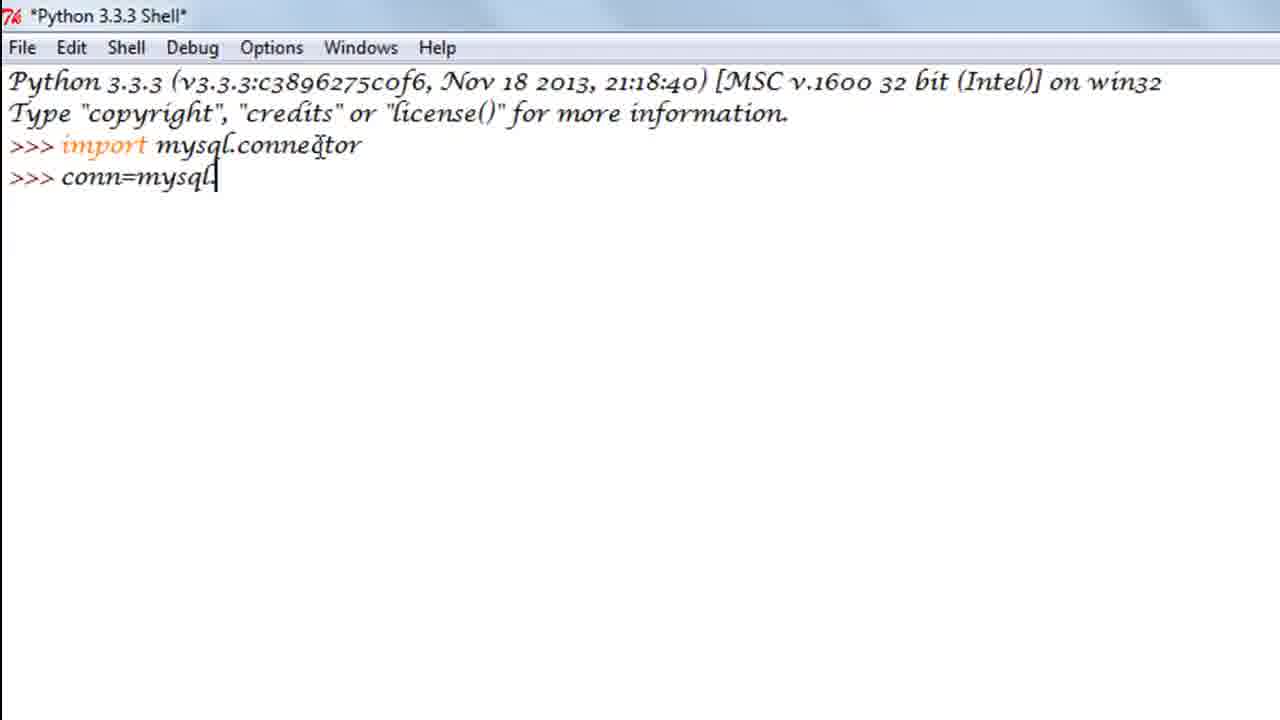 *Python 3.3.3 Shell*
File Edit Shell Debug Options Windows Help
Python 3.3.3 (v3.3.3:c3896275c0f6, Nov 18 2013, 21:18:40) [MSC v.1600 32 bit (Intel)] on win32
Type "copyright", "credits" or "license()" for more information.
>>> import mysql.connector
>>> conn=mysql.